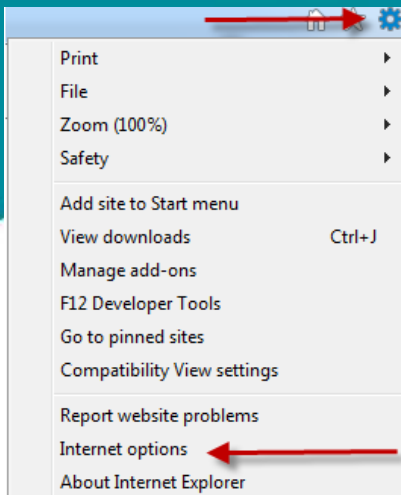 Print
File
Zoom (100%)
Safety
Add site to Start menu
View downloads Ctrl+J
Manage add-ons
F12 Developer Tools
Go to pinned sites
Compatibility View settings
Report website problems
Internet options
About Internet Explorer